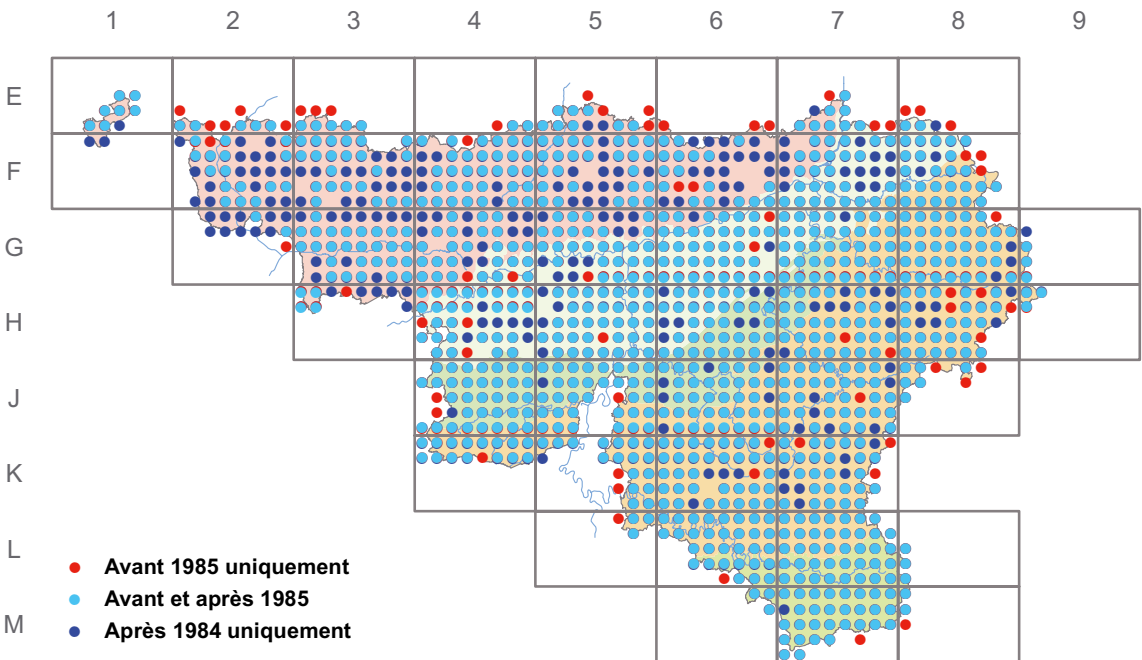 1 2 3 4 5 6 7 8 9
E
F
G
H
J
K
L
M
Avant 1985 uniquement
Avant et après 1985
Après 1984 uniquement